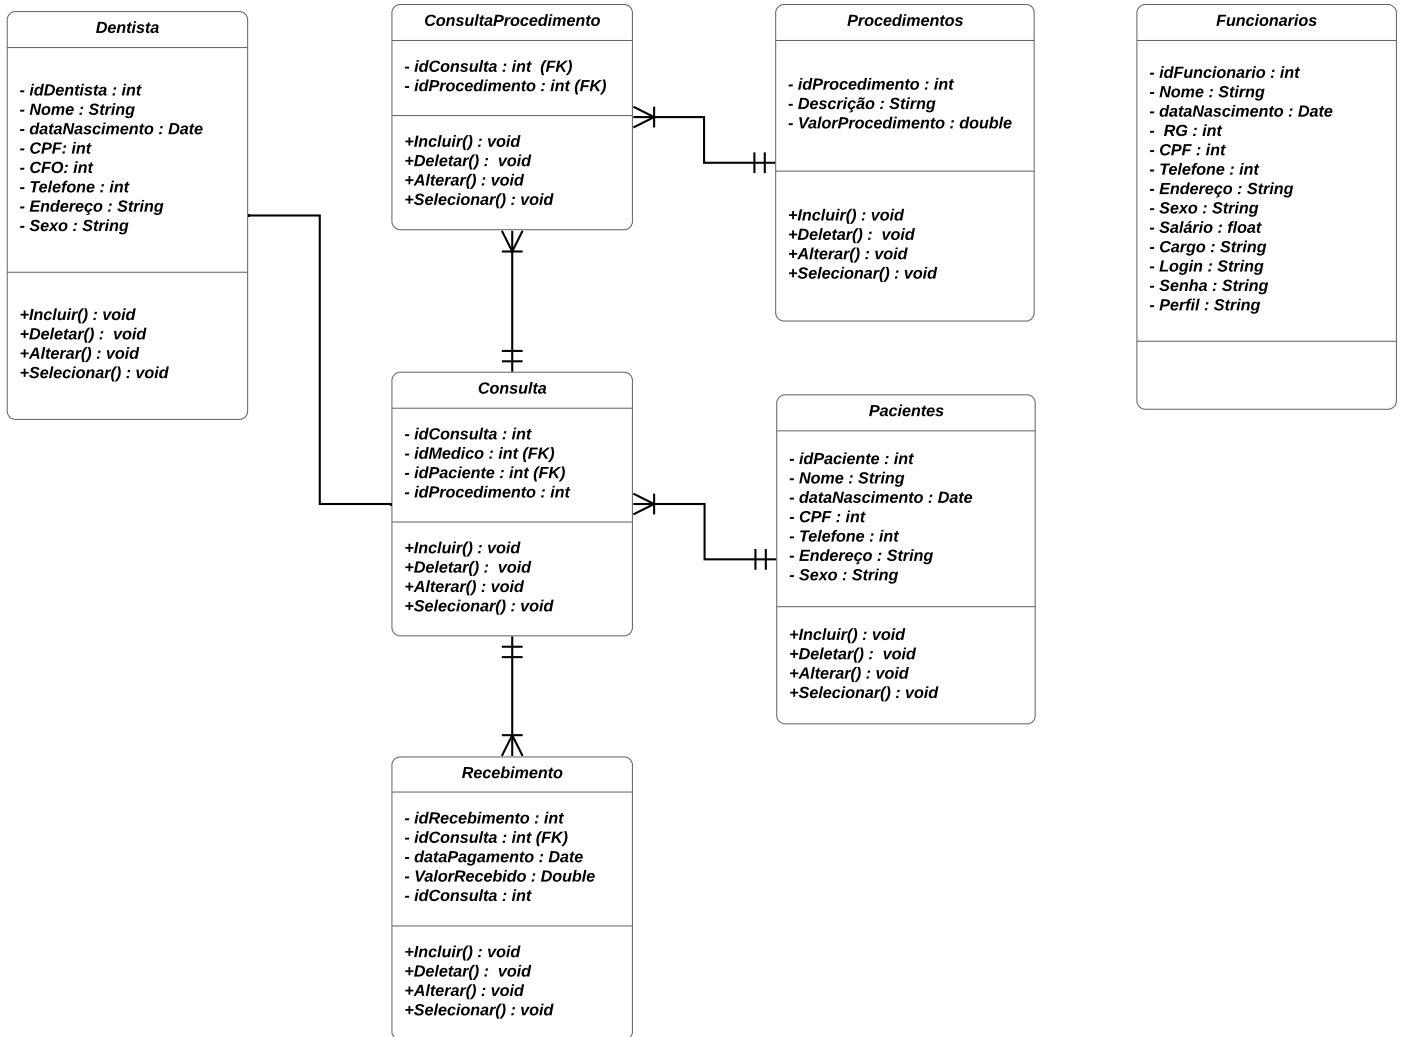 Dentista
- idDentista : int
- Nome : String
- dataNascimento : Date
- CPF: int
- CFO: int
- Telefone : int
- Endereço : String
- Sexo : String
+Incluir() : void
+Deletar() :  void
+Alterar() : void
+Selecionar() : void
ConsultaProcedimento
- idConsulta : int  (FK)
- idProcedimento : int (FK)
+Incluir() : void
+Deletar() :  void
+Alterar() : void
+Selecionar() : void
Procedimentos
- idProcedimento : int
- Descrição : Stirng
- ValorProcedimento : double
+Incluir() : void
+Deletar() :  void
+Alterar() : void
+Selecionar() : void
Funcionarios
- idFuncionario : int
- Nome : Stirng
- dataNascimento : Date
-  RG : int
- CPF : int
- Telefone : int
- Endereço : String
- Sexo : String
- Salário : float
- Cargo : String
- Login : String
- Senha : String
- Perfil : String
Consulta
- idConsulta : int
- idMedico : int (FK)
- idPaciente : int (FK)
- idProcedimento : int
+Incluir() : void
+Deletar() :  void
+Alterar() : void
+Selecionar() : void
Pacientes
- idPaciente : int
- Nome : String
- dataNascimento : Date
- CPF : int
- Telefone : int
- Endereço : String
- Sexo : String
+Incluir() : void
+Deletar() :  void
+Alterar() : void
+Selecionar() : void
Recebimento
- idRecebimento : int
- idConsulta : int (FK)
- dataPagamento : Date
- ValorRecebido : Double
- idConsulta : int
+Incluir() : void
+Deletar() :  void
+Alterar() : void
+Selecionar() : void